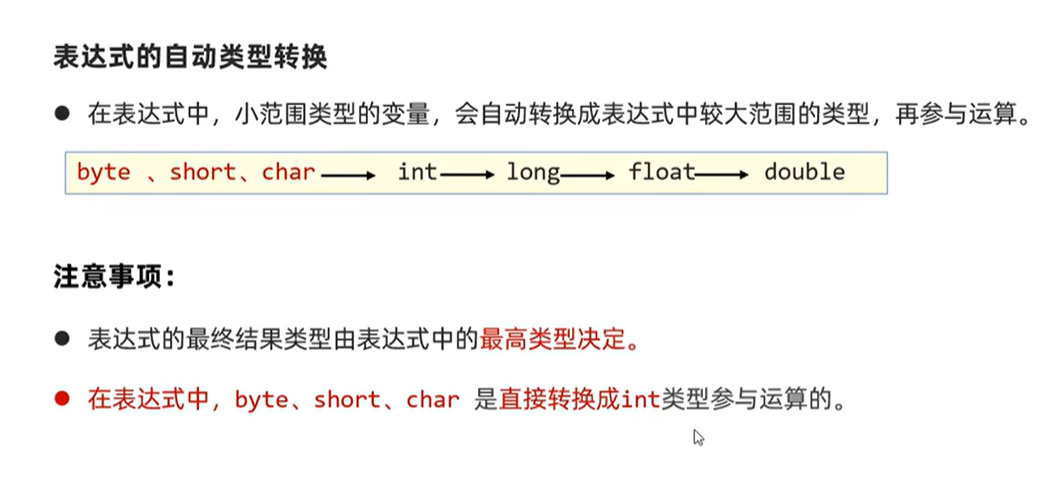 表达式的自动类型转换
● 在表达式中，小范围类型的变量，会自动转换成表达式中较大范围的类型，再参与运算。
byte 、short、char → int → long → float → double
注意事项：
● 表达式的最终结果类型由表达式中的最高类型决定。
● 在表达式中，byte、short、char 是直接转换成int类型参与运算的。